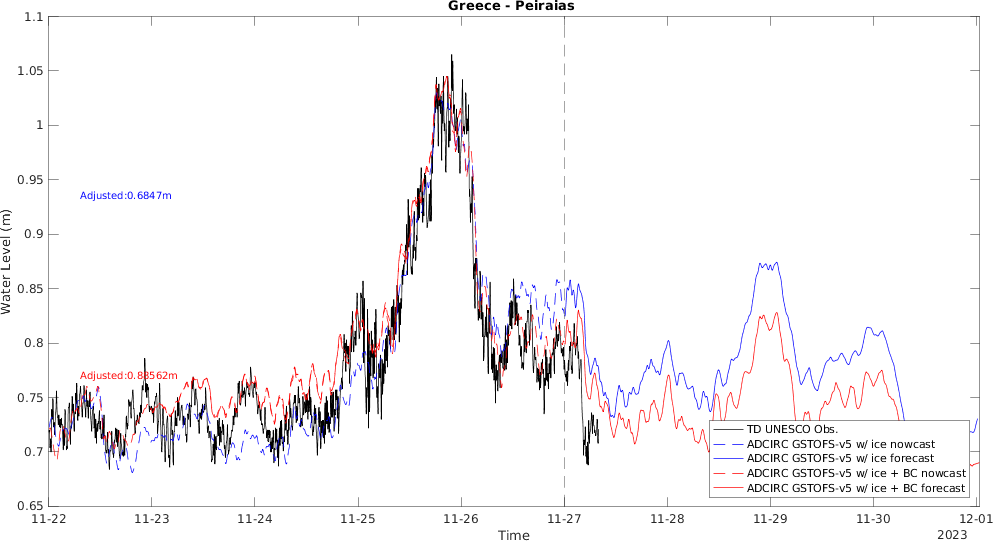 Greece - Peiraias
1.1
1.05
1
0.95
0.9
0.85
0.8
0.75
0.7
0.65
Water Level (m)
Adjusted:0.6847m
Adjusted:0.88562m
TD UNESCO Obs.
ADCIRC GSTOFS-v5 w/ ice nowcast
ADCIRC GSTOFS-v5 w/ ice forecast
ADCIRC GSTOFS-v5 w/ ice + BC nowcast
ADCIRC GSTOFS-v5 w/ ice + BC forecast
11-22 11-23 11-24 11-25 11-26 11-27 11-28 11-29 11-30 12-01
Time
2023